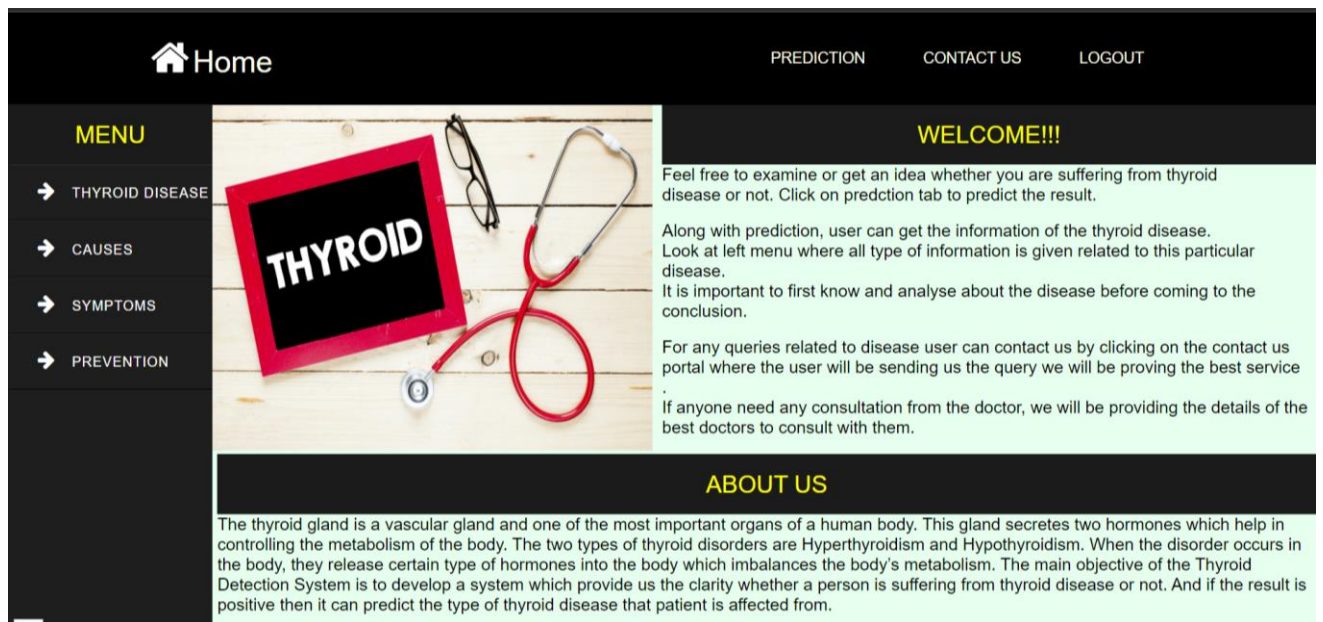 Home
PREDICTION
CONTACT US
LOGOUT
MENU
THYROID DISEASE
CAUSES
SYMPTOMS
PREVENTION
THYROID
WELCOME!!!
Feel free to examine or get an idea whether you are suffering from thyroid
disease or not. Click on predction tab to predict the result.
Along with prediction, user can get the information of the thyroid disease.
Look at left menu where all type of information is given related to this particular
disease.
It is important to first know and analyse about the disease before coming to the
conclusion.
For any queries related to disease user can contact us by clicking on the contact us
portal where the user will be sending us the query we will be proving the best service
.
If anyone need any consultation from the doctor, we will be providing the details of the
best doctors to consult with them.
ABOUT US
The thyroid gland is a vascular gland and one of the most important organs of a human body. This gland secretes two hormones which help in
controlling the metabolism of the body. The two types of thyroid disorders are Hyperthyroidism and Hypothyroidism. When the disorder occurs in
the body, they release certain type of hormones into the body which imbalances the body's metabolism. The main objective of the Thyroid
Detection System is to develop a system which provide us the clarity whether a person is suffering from thyroid disease or not. And if the result is
positive then it can predict the type of thyroid disease that patient is affected from.